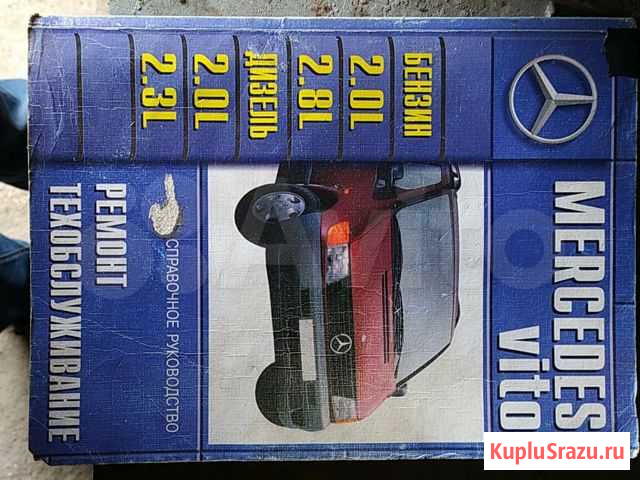 MERCEDES
Vito
БЕНЗИН
2.0L
2.8L
ДИЗЕЛЬ
2.0L
2.3L
СПРАВОЧНОЕ РУКОВОДСТВО
РЕМОНТ
ТЕХОБСЛУЖИВАНИЕ
KupluSrazu.ru